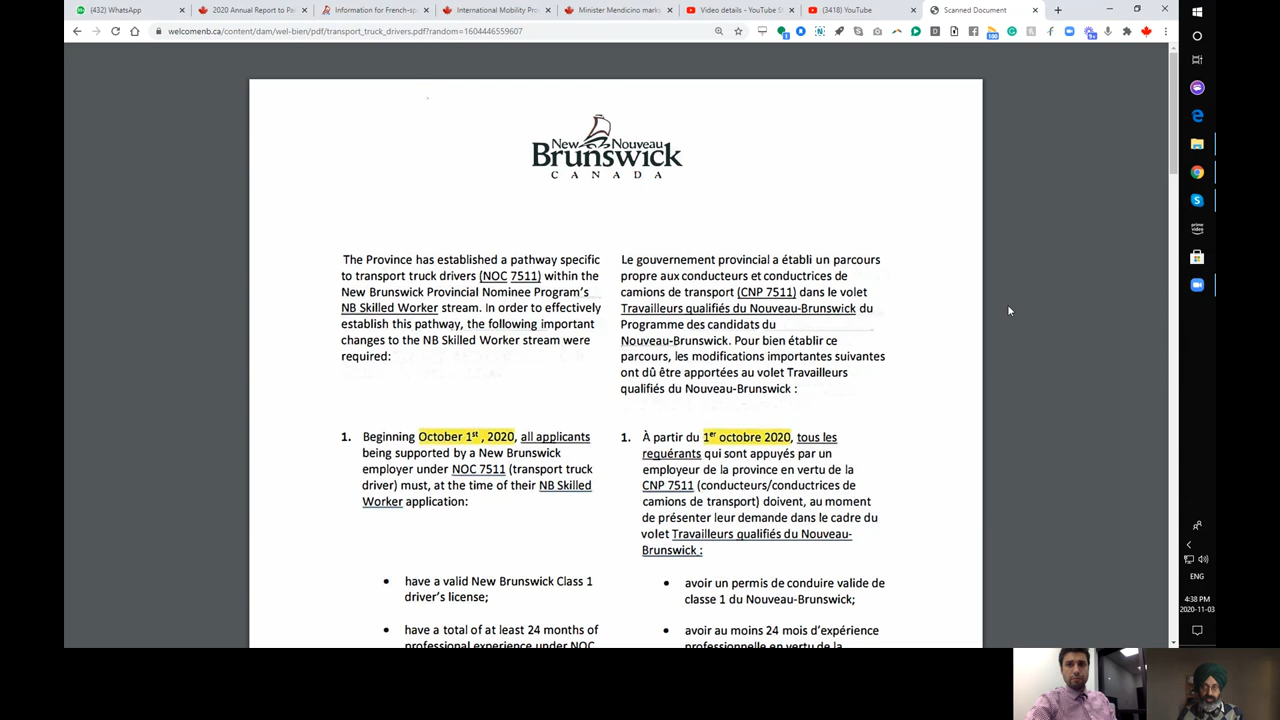 (432) WhatsApp
2020 Annual Report to Pa
Information for French-sp
International Mobility Pro
Minister Mendicino mark
Video details - YouTube S
(3418) YouTube
Scanned Document
welcomenb.ca/content/dam/wel-bien/pdf/transport_truck_drivers.pdf?random=1604446559607
New Nouveau
Brunswick
CANADA
The Province has established a pathway specific
to transport truck drivers (NOC 7511) within the
New Brunswick Provincial Nominee Program's
NB Skilled Worker stream. In order to effectively
establish this pathway, the following important
changes to the NB Skilled Worker stream were
required:
1. Beginning October 1st, 2020, all applicants
being supported by a New Brunswick
employer under NOC 7511 (transport truck
driver) must, at the time of their NB Skilled
Worker application:
• have a valid New Brunswick Class 1
driver's license;
• have a total of at least 24 months of
professional experience under NOC
Le gouvernement provincial a établi un parcours
propre aux conducteurs et conductrices de
camions de transport (CNP 7511) dans le volet
Travailleurs qualifiés du Nouveau-Brunswick du
Programme des candidats du
Nouveau-Brunswick. Pour bien établir ce
parcours, les modifications importantes suivantes
ont dû être apportées au volet Travailleurs
qualifiés du Nouveau-Brunswick :
1. À partir du 1er octobre 2020, tous les
requérants qui sont appuyés par un
employeur de la province en vertu de la
CNP 7511 (conducteurs/conductrices de
camions de transport) doivent, au moment
de présenter leur demande dans le cadre du
volet Travailleurs qualifiés du Nouveau-
Brunswick :
• avoir un permis de conduire valide de
classe 1 du Nouveau-Brunswick;
• avoir au moins 24 mois d'expérience
professionnelle en vertu de la
prime video
ENG
4:38 PM
2020-11-03